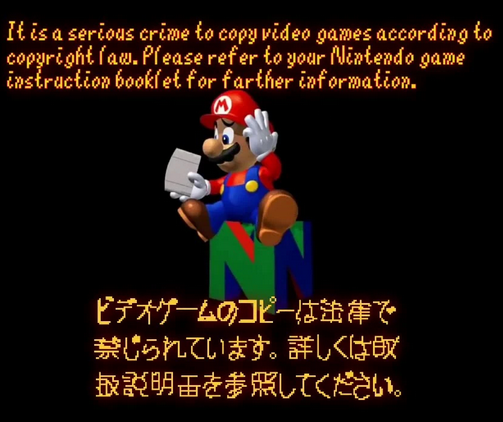 It is a serious crime to copy video games according to
copyright law. Please refer to your Nintendo game
instruction booklet for farther information.
M
ビデオゲームのコピーは法律で
禁じられています。詳しくは取
扱説明書を参照してください。